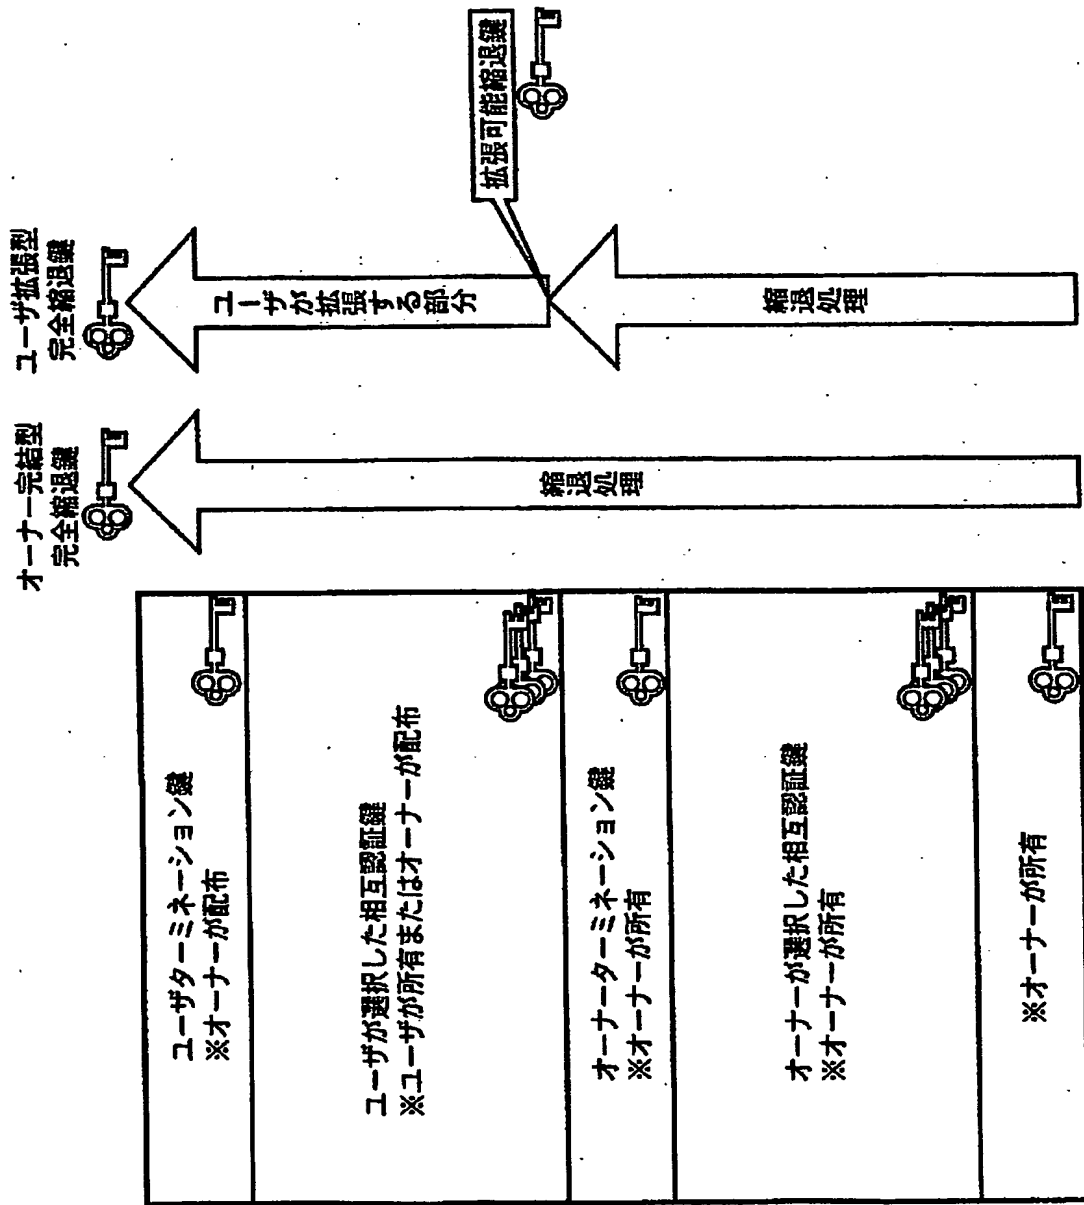 ユーザ拡張型
完全縮退鍵
オーナー完結型
完全縮退鍵
拡張可能縮退鍵
ユーザが拡張する部分
縮退処理
縮退処理
ユーザターミネーション鍵
※オーナーが配布
ユーザが選択した相互認証鍵
※ユーザが所有またはオーナーが配布
オーナーターミネーション鍵
※オーナーが所有
オーナーが選択した相互認証鍵
※オーナーが所有
※オーナーが所有